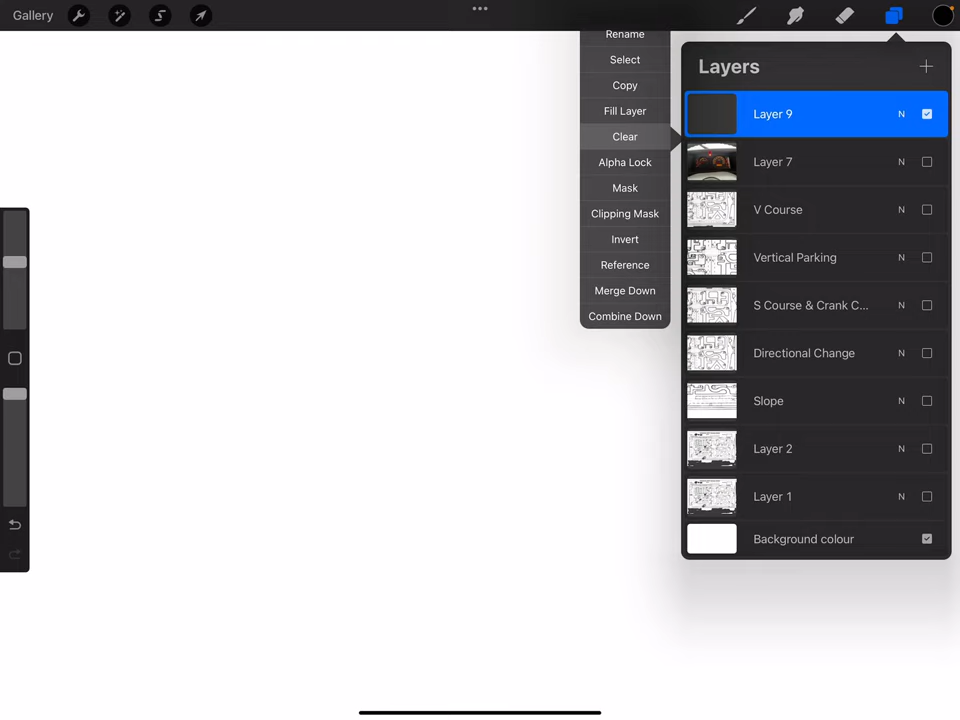 Gallery
Rename
Select
Copy
Fill Layer
Clear
Alpha Lock
Mask
Clipping Mask
Invert
Reference
Merge Down
Combine Down
Layers
Layer 9 N
Layer 7 N
V Course N
Vertical Parking N
S Course & Crank C... N
Directional Change N
Slope N
Layer 2 N
Layer 1 N
Background colour